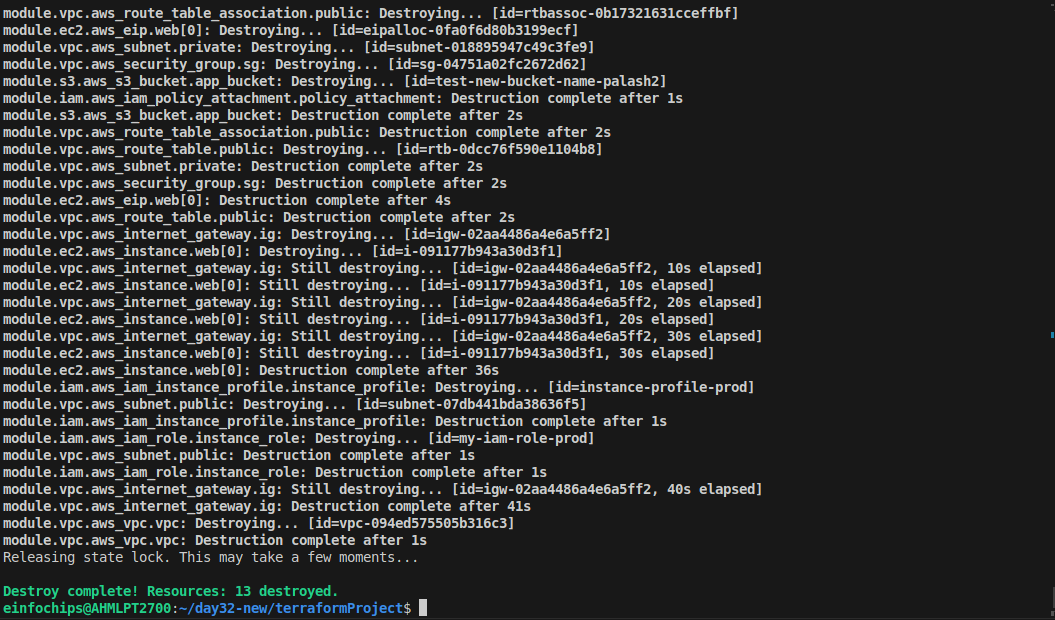 module.vpc.aws_route_table_association.public: Destroying... [id=rtbassoc-0b17321631cceffbf]
module.ec2.aws_eip.web[0]: Destroying... [id=eipalloc-0fa0f6d80b3199ecf]
module.vpc.aws_subnet.private: Destroying... [id=subnet-018895947c49c3fe9]
module.vpc.aws_security_group.sg: Destroying... [id=sg-04751a02fc2672d62]
module.s3.aws_s3_bucket.app_bucket: Destroying... [id=test-new-bucket-name-palash2]
module.iam.aws_iam_policy_attachment.policy_attachment: Destruction complete after 1s
module.s3.aws_s3_bucket.app_bucket: Destruction complete after 2s
module.vpc.aws_route_table_association.public: Destruction complete after 2s
module.vpc.aws_route_table.public: Destroying... [id=rtb-0dcc76f590e1104b8]
module.vpc.aws_subnet.private: Destruction complete after 2s
module.vpc.aws_security_group.sg: Destruction complete after 2s
module.ec2.aws_eip.web[0]: Destruction complete after 4s
module.vpc.aws_route_table.public: Destruction complete after 2s
module.vpc.aws_internet_gateway.ig: Destroying... [id=igw-02aa4486a4e6a5ff2]
module.ec2.aws_instance.web[0]: Destroying... [id=i-091177b943a30d3f1]
module.vpc.aws_internet_gateway.ig: Still destroying... [id=igw-02aa4486a4e6a5ff2, 10s elapsed]
module.ec2.aws_instance.web[0]: Still destroying... [id=i-091177b943a30d3f1, 10s elapsed]
module.vpc.aws_internet_gateway.ig: Still destroying... [id=igw-02aa4486a4e6a5ff2, 20s elapsed]
module.ec2.aws_instance.web[0]: Still destroying... [id=i-091177b943a30d3f1, 20s elapsed]
module.vpc.aws_internet_gateway.ig: Still destroying... [id=igw-02aa4486a4e6a5ff2, 30s elapsed]
module.ec2.aws_instance.web[0]: Still destroying... [id=i-091177b943a30d3f1, 30s elapsed]
module.ec2.aws_instance.web[0]: Destruction complete after 36s
module.iam.aws_iam_instance_profile.instance_profile: Destroying... [id=instance-profile-prod]
module.vpc.aws_subnet.public: Destroying... [id=subnet-07db441bda38636f5]
module.iam.aws_iam_instance_profile.instance_profile: Destruction complete after 1s
module.iam.aws_iam_role.instance_role: Destroying... [id=my-iam-role-prod]
module.vpc.aws_subnet.public: Destruction complete after 1s
module.iam.aws_iam_role.instance_role: Destruction complete after 1s
module.vpc.aws_internet_gateway.ig: Still destroying... [id=igw-02aa4486a4e6a5ff2, 40s elapsed]
module.vpc.aws_internet_gateway.ig: Destruction complete after 41s
module.vpc.aws_vpc.vpc: Destroying... [id=vpc-094ed575505b316c3]
module.vpc.aws_vpc.vpc: Destruction complete after 1s
Releasing state lock. This may take a few moments...
Destroy complete! Resources: 13 destroyed.
einfochips@AHMLPT2700:~/day32-new/terraformProject$